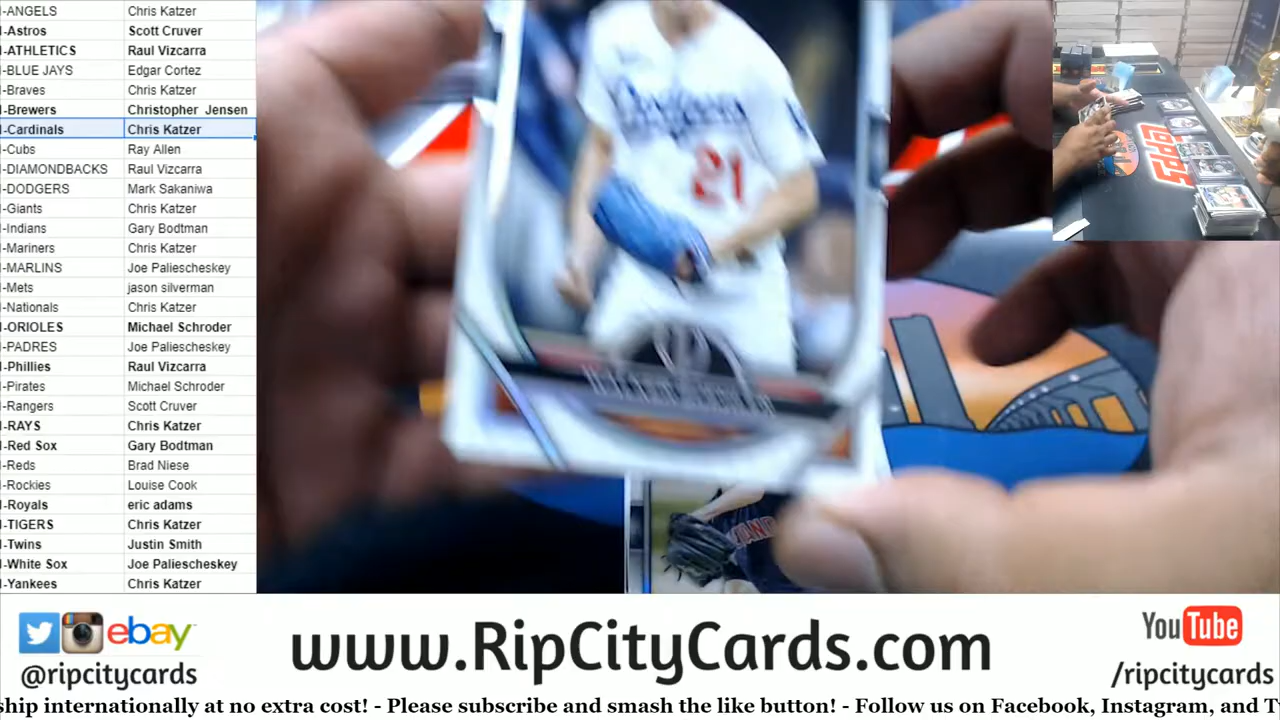 I-ANGELS Chris Katzer
I-Astros Scott Cruver
I-ATHLETICS Raul Vizcarra
I-BLUE JAYS Edgar Cortez
I-Braves Chris Katzer
I-Brewers Christopher Jensen
I-Cardinals Chris Katzer
I-Cubs Ray Allen
I-DIAMONDBACKS Raul Vizcarra
I-DODGERS Mark Sakaniwa
I-Giants Chris Katzer
I-Indians Gary Bodtman
I-Mariners Chris Katzer
I-MARLINS Joe Paliescheskey
I-Mets jason silverman
I-Nationals Chris Katzer
I-ORIOLES Michael Schroder
I-PADRES Joe Paliescheskey
I-Phillies Raul Vizcarra
I-Pirates Michael Schroder
I-Rangers Scott Cruver
I-RAYS Chris Katzer
I-Red Sox Gary Bodtman
I-Reds Brad Niese
I-Rockies Louise Cook
I-Royals eric adams
I-TIGERS Chris Katzer
I-Twins Justin Smith
I-White Sox Joe Paliescheskey
I-Yankees Chris Katzer
Dodgers
21
topps
ebay
@ripcitycards
www.RipCityCards.com
YouTube
/ripcitycards
ship internationally at no extra cost! - Please subscribe and smash the like button! - Follow us on Facebook, Instagram, and T